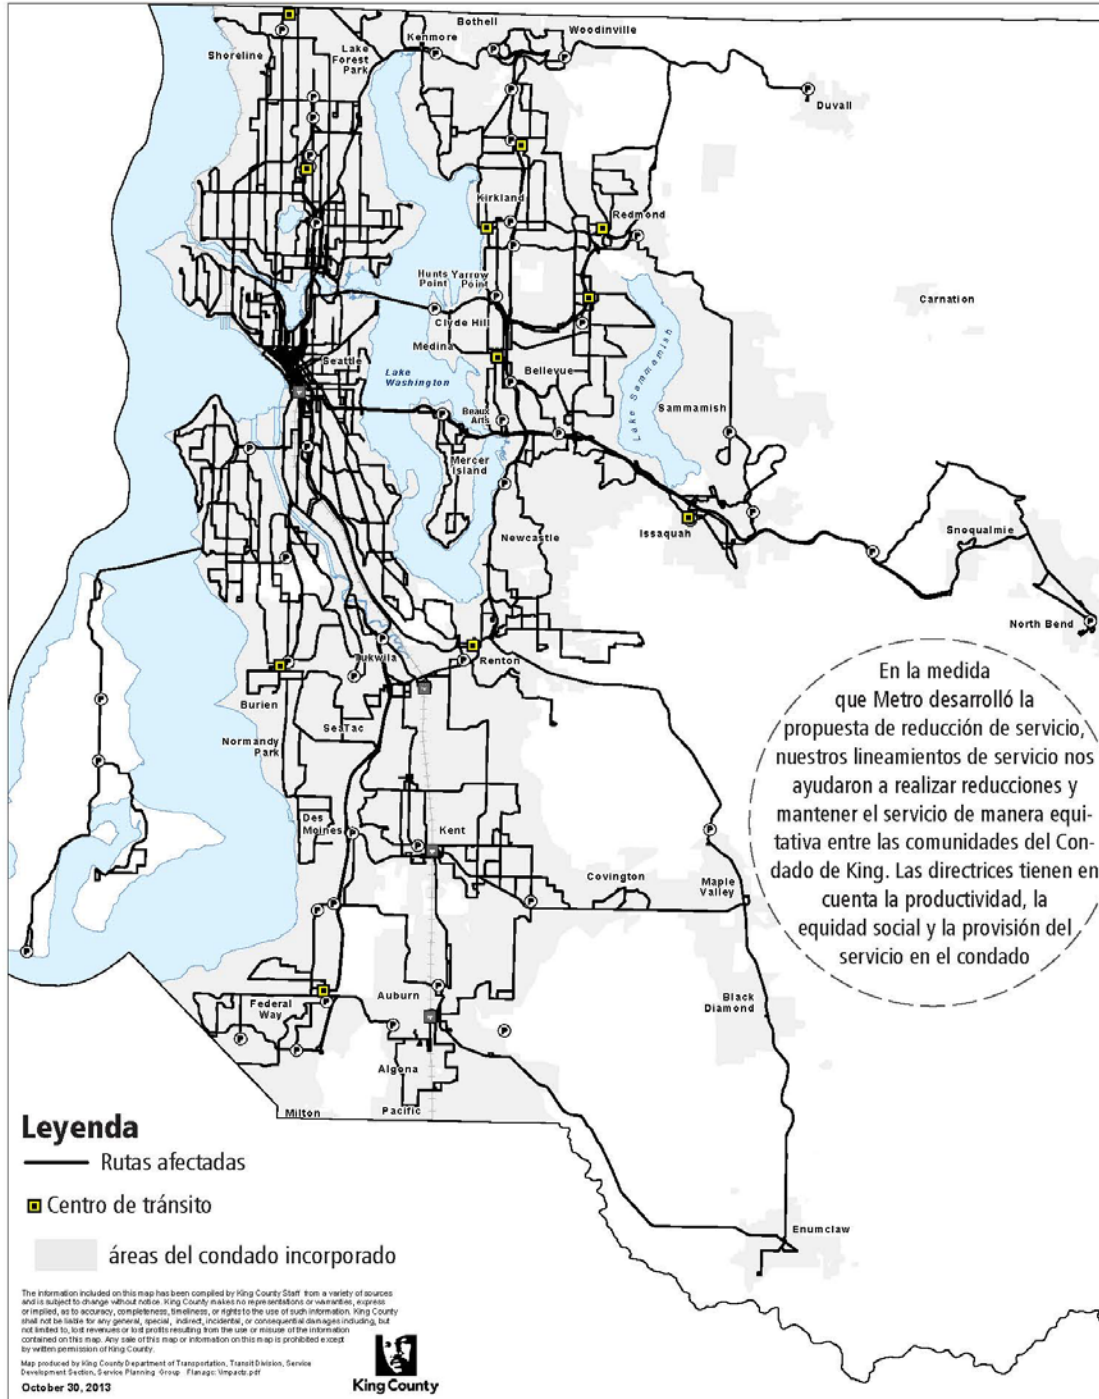 Bothell
Woodinville
Kenmore
Shoreline
Lake
Forest
Park
Duvall
Kirkland
Redmond
Hunts
Point
Yarrow
Point
Carnation
Clyde Hill
Medina
Seattle
Lake
Washington
Bellevue
Lake Sammamish
Sammamish
Beaux
Arts
Mercer
Island
Newcastle
Issaquah
Snoqualmie
North Bend
Tukwila
Renton
Burien
SeaTac
Normandy
Park
En la medida
que Metro desarrolló la
propuesta de reducción de servicio,
nuestros lineamientos de servicio nos
ayudaron a realizar reducciones y
mantener el servicio de manera equi-
tativa entre las comunidades del Con-
dado de King. Las directrices tienen en
cuenta la productividad, la
equidad social y la provisión del
servicio en el condado
Des
Moines
Kent
Covington
Maple
Valley
Federal
Way
Auburn
Black
Diamond
Algona
Milton
Pacific
Enumclaw
Leyenda
Rutas afectadas
Centro de tránsito
áreas del condado incorporado
The information included on this map has been compiled by King County Staff from a variety of sources
and is subject to change without notice. King County makes no representations or warranties, express
or implied, as to accuracy, completeness, timeliness, or rights to the use of such information. King County
shall not be liable for any general, special, indirect, incidental, or consequential damages including, but
not limited to, lost revenues or lost profits resulting from the use or misuse of the information
contained on this map. Any sale of this map or information on this map is prohibited except
by written permission of King County.
Map produced by King County Department of Transportation, Transit Division, Service
Development Section, Service Planning Group
October 30, 2013
King County